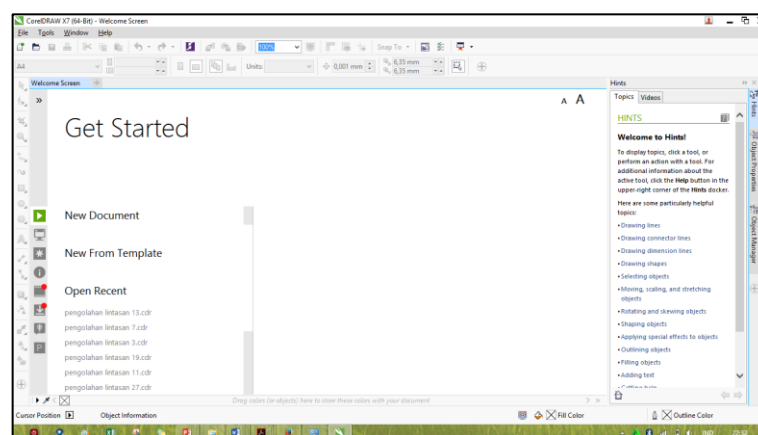 CorelDRAW X7 (64-Bit) - Welcome Screen
File Tools Window Help
100% Snap To
A4 Units: 0,001 mm 6,35 mm
6,35 mm
Welcome Screen
A A
Get Started
New Document
New From Template
Open Recent
pengolahan lintasan 13.cdr
pengolahan lintasan 7.cdr
pengolahan lintasan 3.cdr
pengolahan lintasan 19.cdr
pengolahan lintasan 11.cdr
pengolahan lintasan 27.cdr
Drag colors (or objects) here to store these colors with your document
Hints
Topics Videos
HINTS
Welcome to Hints!
To display topics, click a tool, or
perform an action with a tool. For
additional information about the
active tool, click the Help button in the
upper-right corner of the Hints docker.
Here are some particularly helpful
topics:
•Drawing lines
•Drawing connector lines
•Drawing dimension lines
•Drawing shapes
•Selecting objects
•Moving, scaling, and stretching
objects
•Rotating and skewing objects
•Shaping objects
•Applying special effects to objects
•Outlining objects
•Filling objects
•Adding text
Hints
Object Properties
Object Manager
Cursor Position Object Information Fill Color Outline Color
IND 22:32